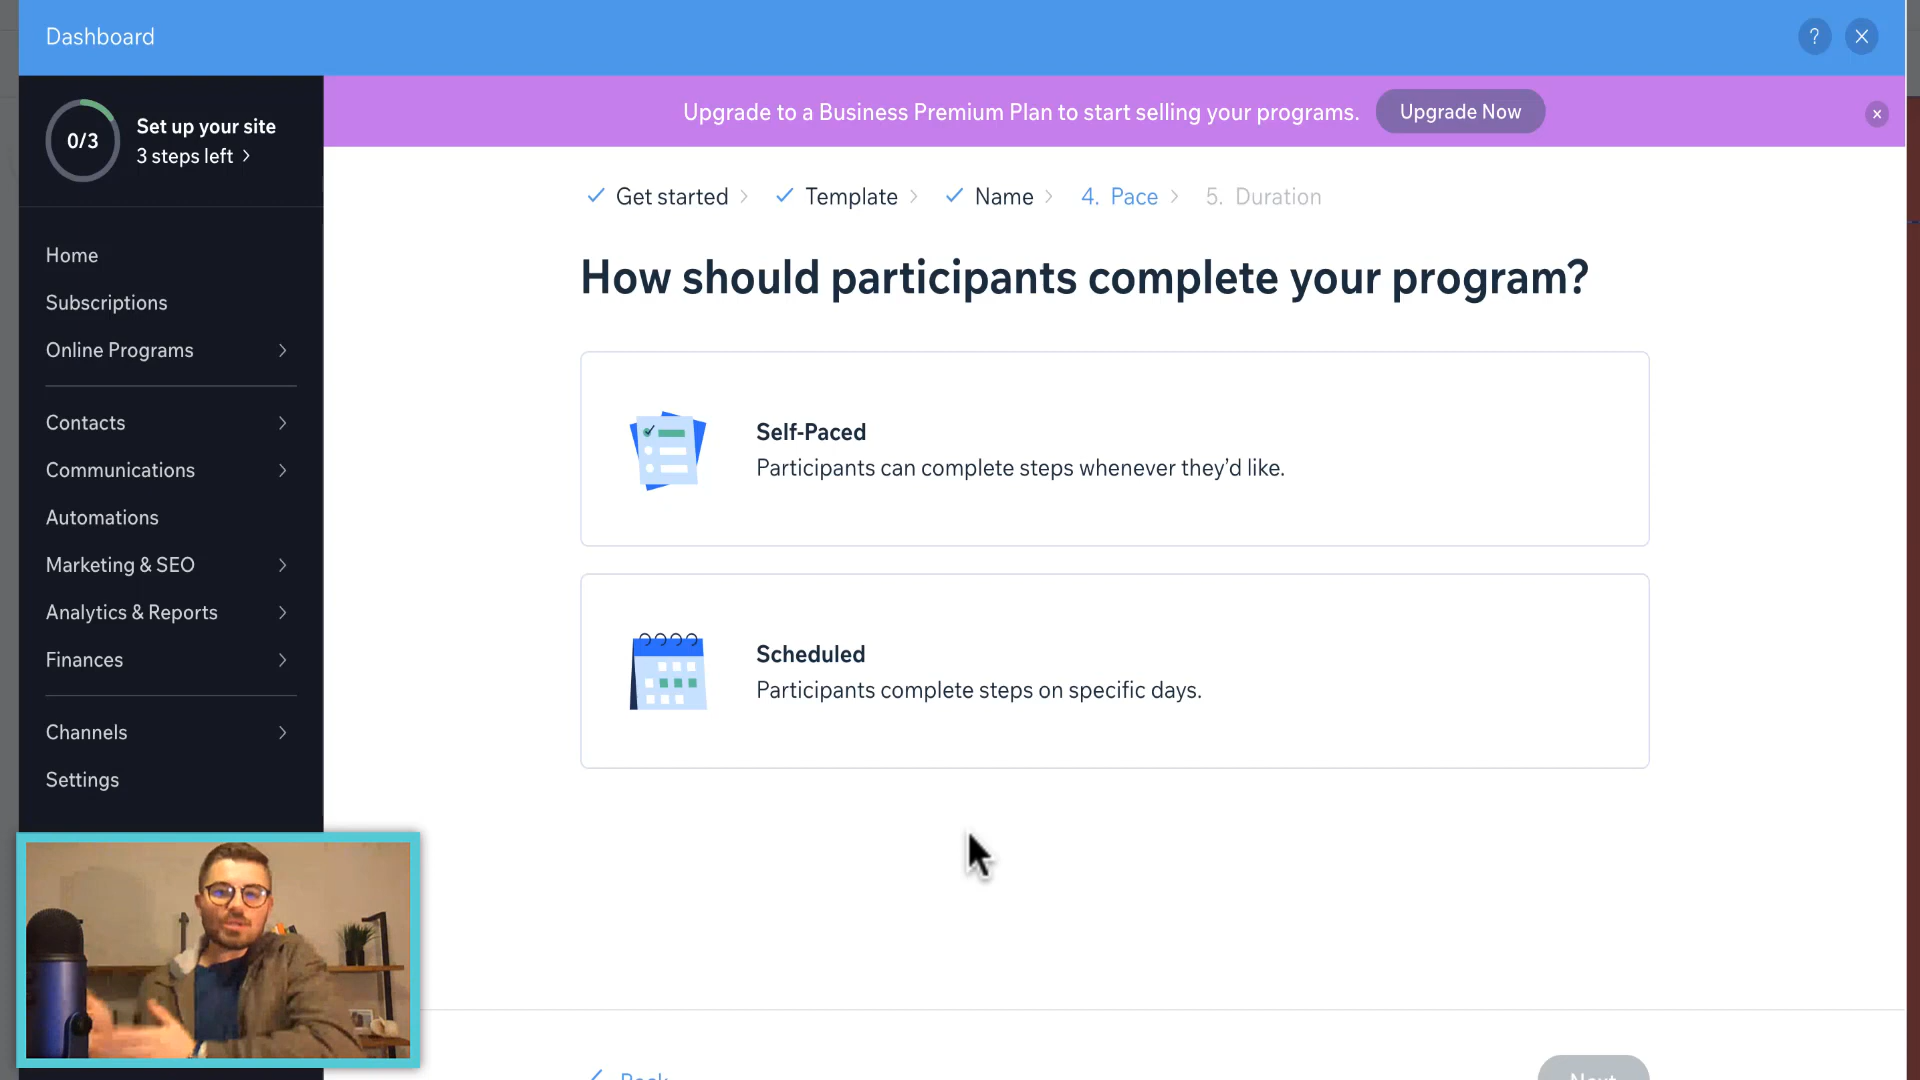 Dashboard
?
0/3
Set up your site
3 steps left
Upgrade to a Business Premium Plan to start selling your programs.
Upgrade Now
Get started
Template
Name
4. Pace
5. Duration
Home
Subscriptions
Online Programs
Contacts
Communications
Automations
Marketing & SEO
Analytics & Reports
Finances
Channels
Settings
How should participants complete your program?
Self-Paced
Participants can complete steps whenever they’d like.
Scheduled
Participants complete steps on specific days.
Back
Next